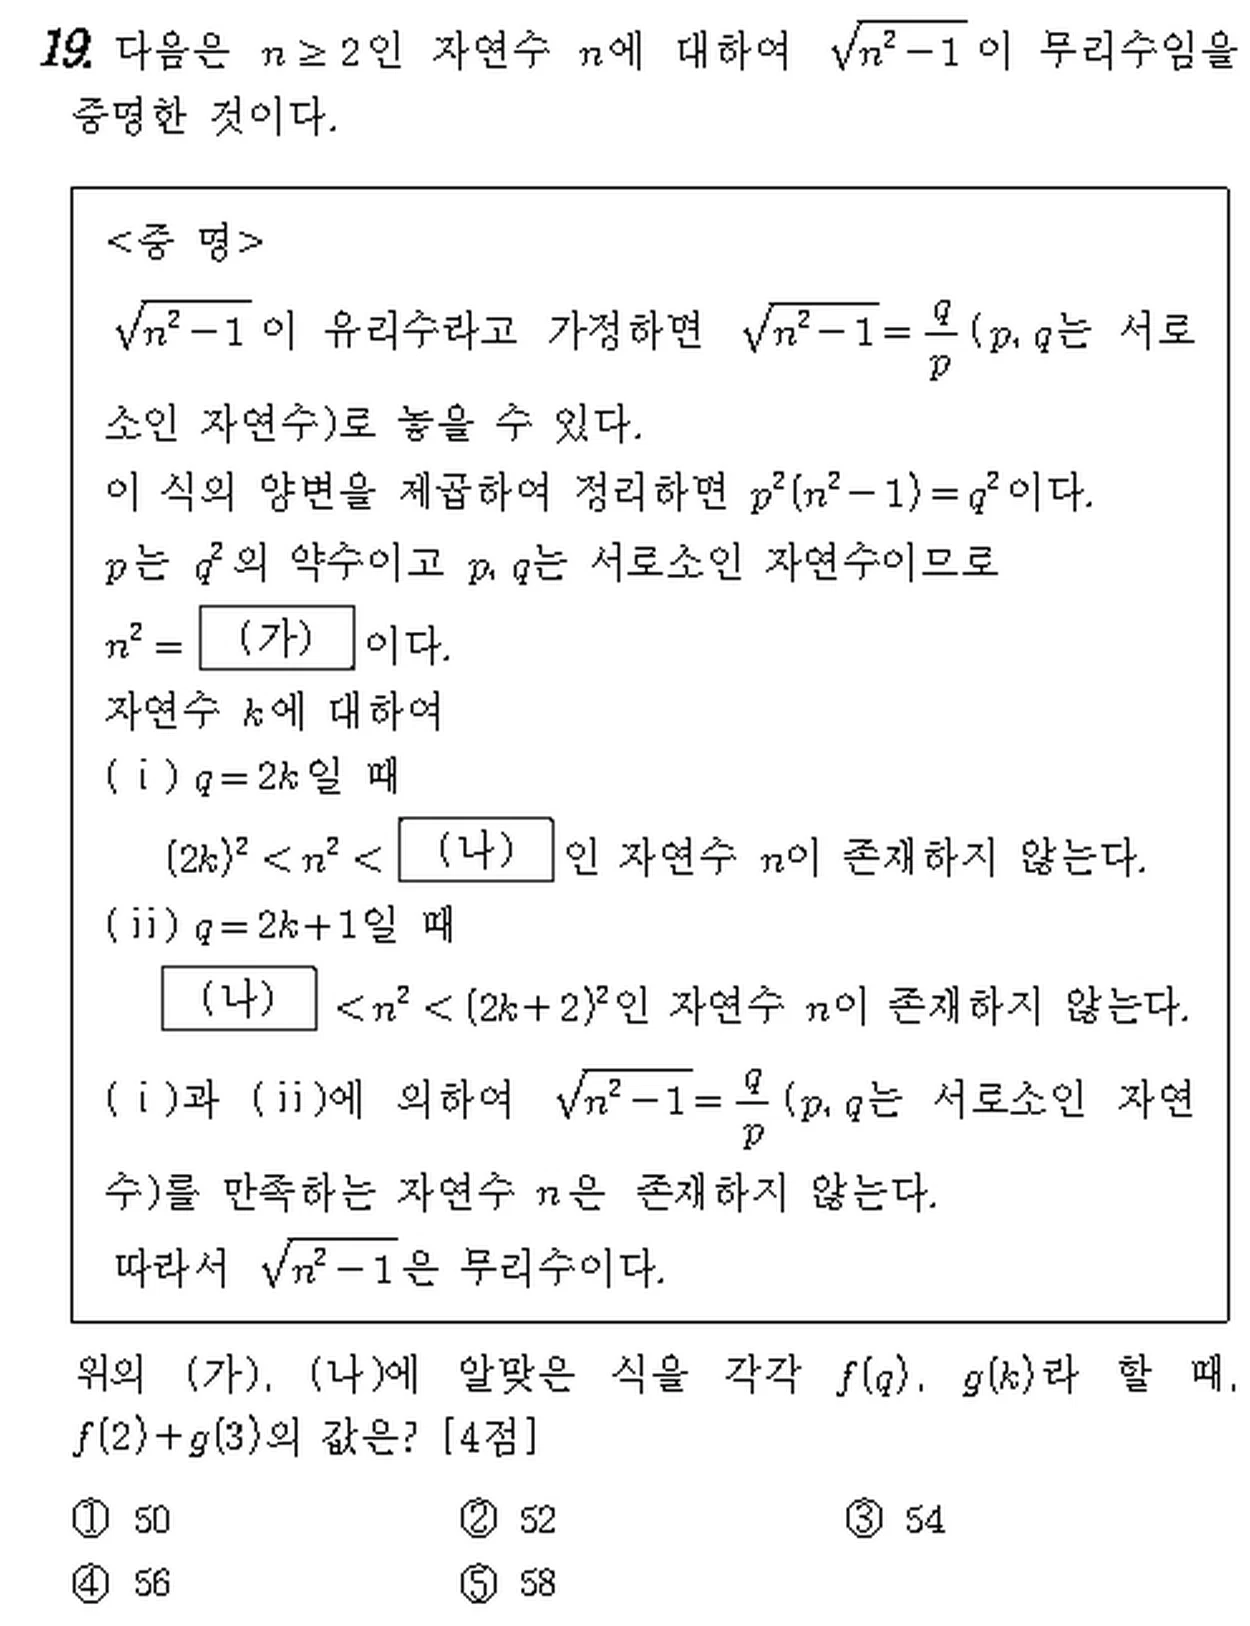 19. 다음은 n ≥ 2인 자연수 n에 대하여 √(n²-1) 이 무리수임을
증명한 것이다.
<증 명>
√(n²-1) 이 유리수라고 가정하면 √(n²-1) = q/p (p, q는 서로
소인 자연수)로 놓을 수 있다.
이 식의 양변을 제곱하여 정리하면 p²(n²-1) = q² 이다.
p는 q²의 약수이고 p, q는 서로소인 자연수이므로
n² = (가) 이다.
자연수 k에 대하여
(ⅰ) q = 2k일 때
(2k)² < n² < (나) 인 자연수 n이 존재하지 않는다.
(ⅱ) q = 2k+1일 때
(나) < n² < (2k+2)²인 자연수 n이 존재하지 않는다.
(ⅰ)과 (ⅱ)에 의하여 √(n²-1) = q/p (p, q는 서로소인 자연
수)를 만족하는 자연수 n은 존재하지 않는다.
따라서 √(n²-1)은 무리수이다.
위의 (가), (나)에 알맞은 식을 각각 f(q), g(k)라 할 때,
f(2)+g(3)의 값은? [4점]
① 50 ② 52 ③ 54
④ 56 ⑤ 58